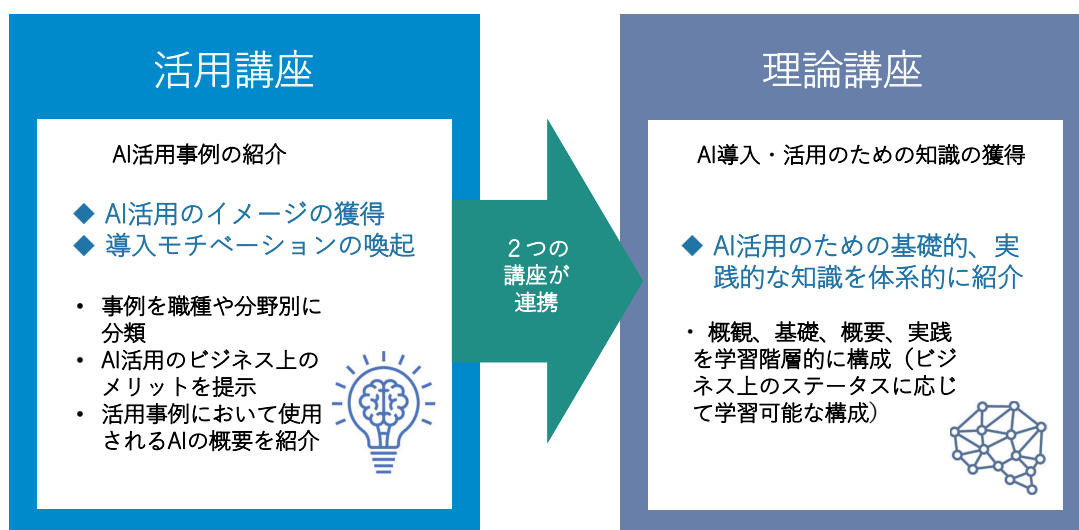 活用講座
AI活用事例の紹介
◆ AI活用のイメージの獲得
◆ 導入モチベーションの喚起
• 事例を職種や分野別に
分類
• AI活用のビジネス上の
メリットを提示
• 活用事例において使用
されるAIの概要を紹介
２つの
講座が
連携
理論講座
AI導入・活用のための知識の獲得
◆ AI活用のための基礎的、実
践的な知識を体系的に紹介
• 概観、基礎、概要、実践
を学習階層的に構成（ビジ
ネス上のステータスに応じ
て学習可能な構成）